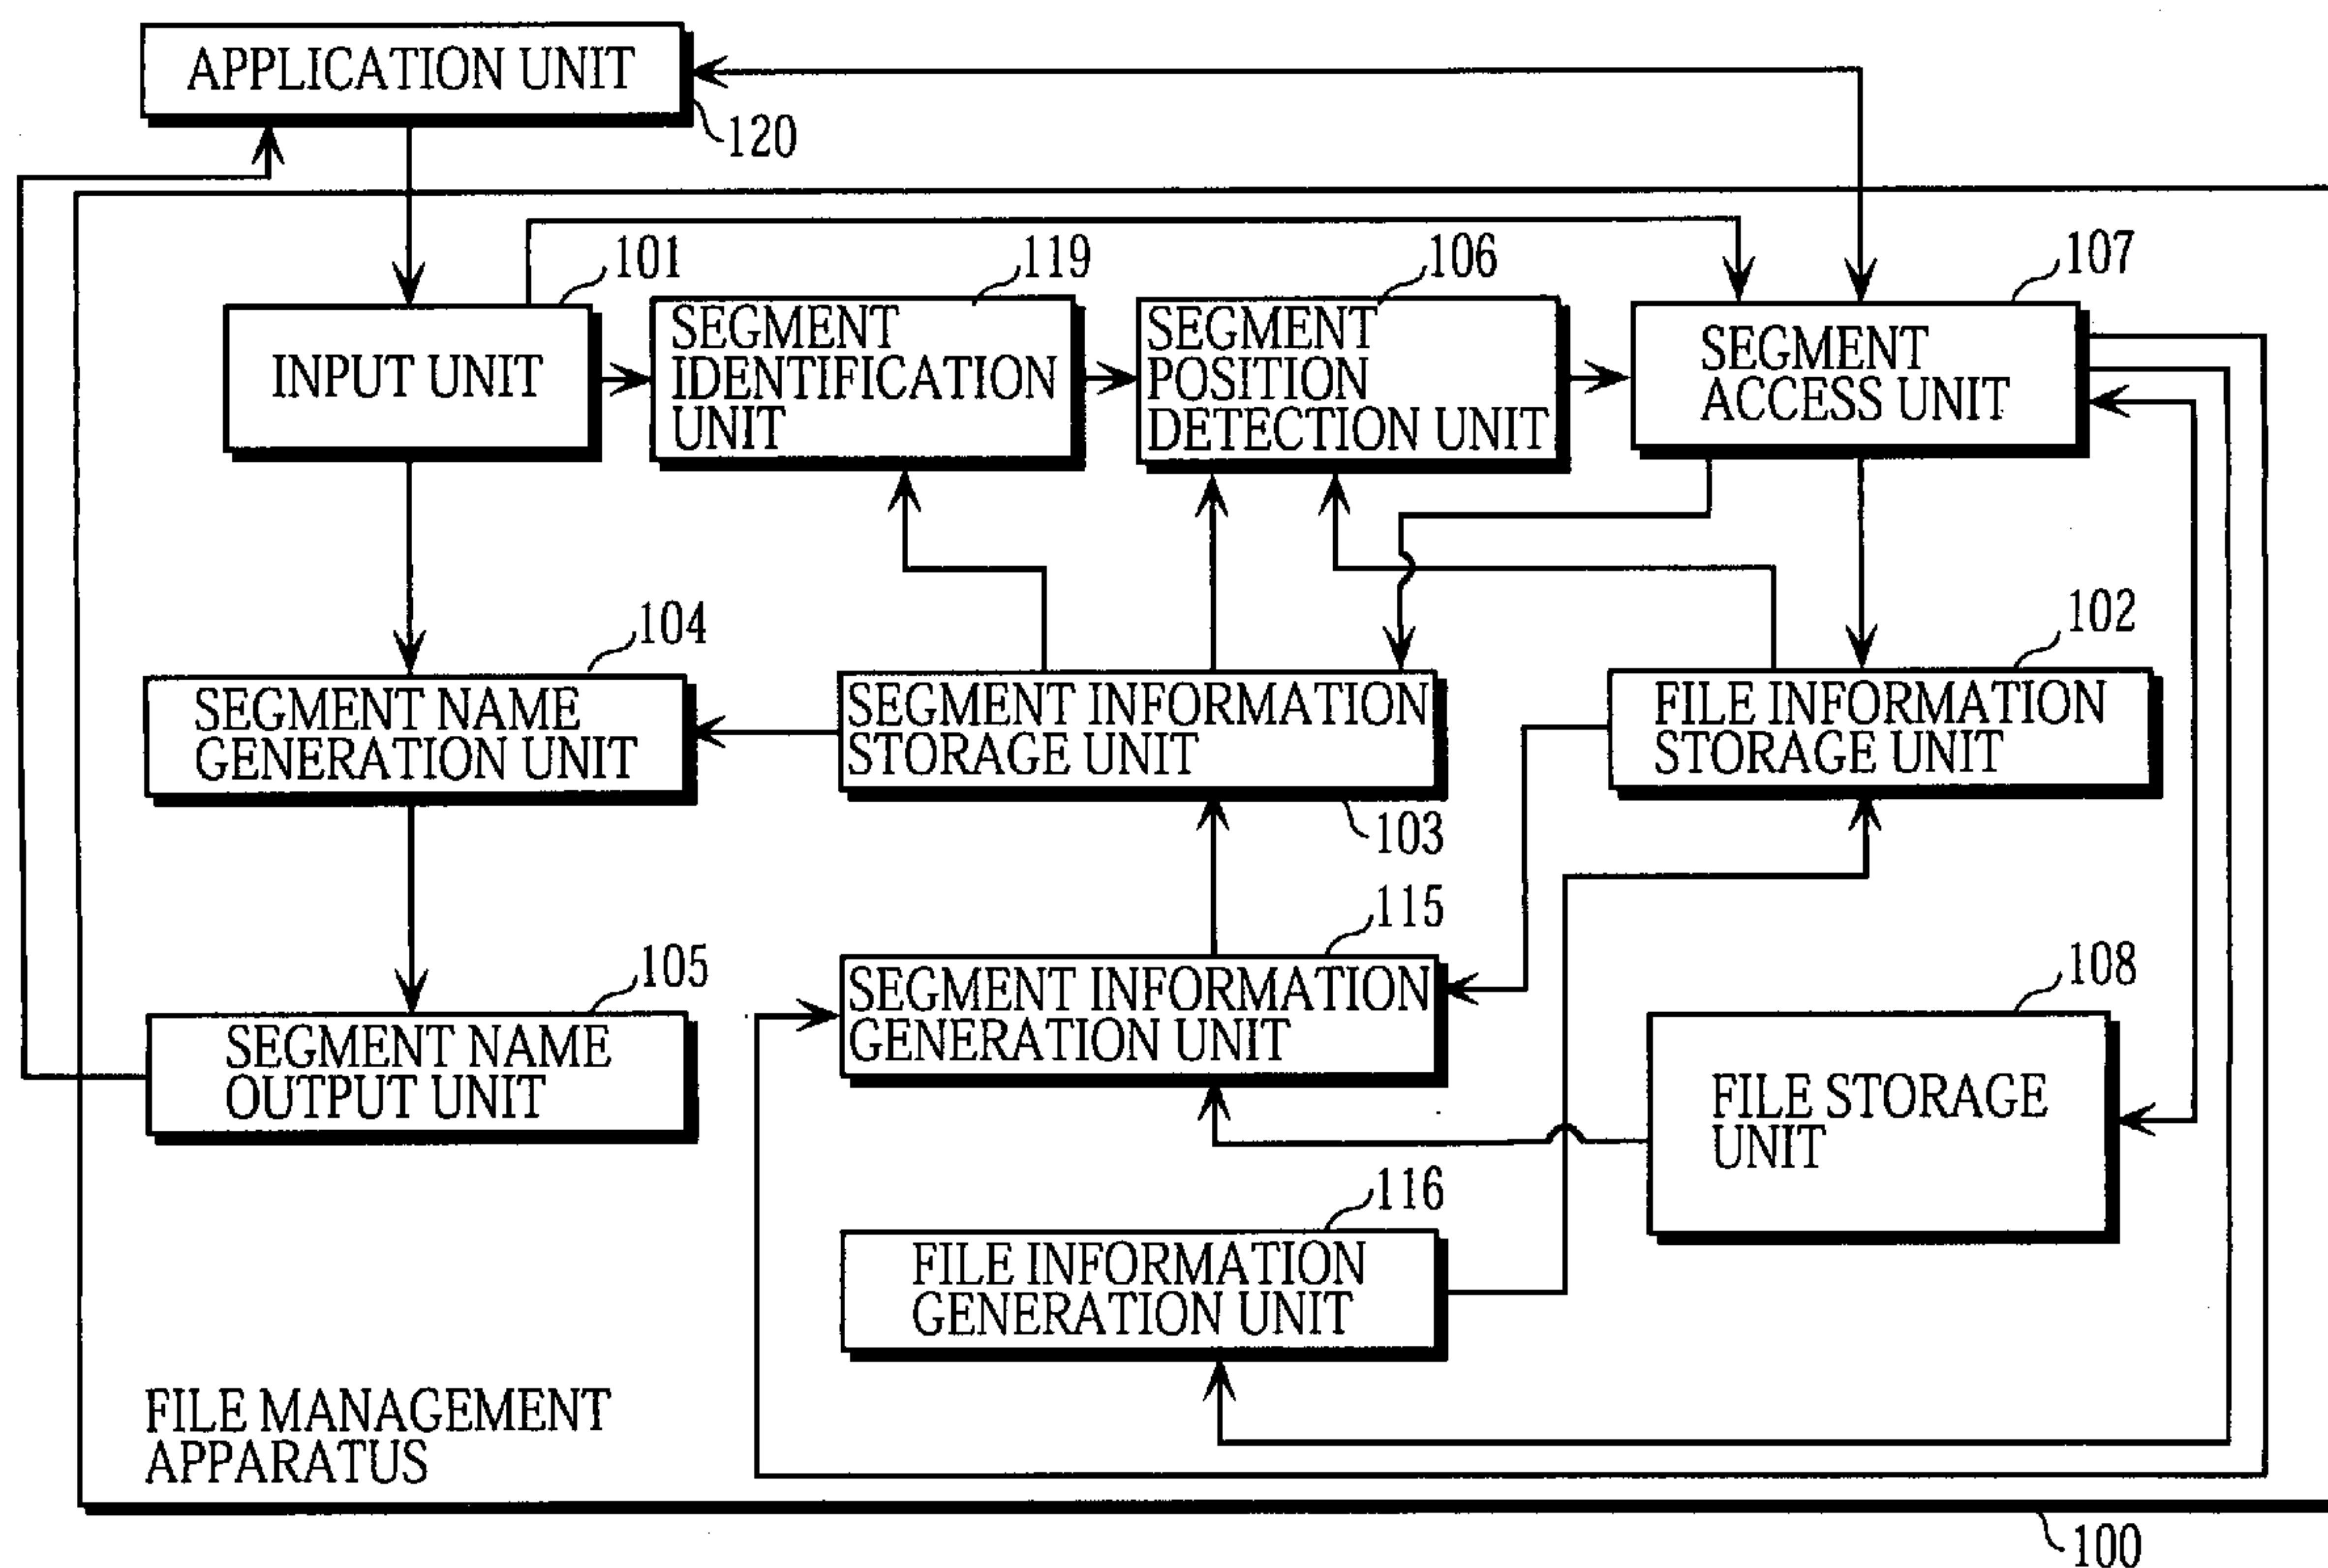 APPLICATION UNIT
120
101
119
106
107
INPUT UNIT
SEGMENT
IDENTIFICATION
UNIT
SEGMENT
POSITION
DETECTION UNIT
SEGMENT
ACCESS UNIT
104
102
SEGMENT NAME
GENERATION UNIT
SEGMENT INFORMATION
STORAGE UNIT
FILE INFORMATION
STORAGE UNIT
103
115
105
108
SEGMENT NAME
OUTPUT UNIT
SEGMENT INFORMATION
GENERATION UNIT
FILE STORAGE
UNIT
116
FILE INFORMATION
GENERATION UNIT
FILE MANAGEMENT
APPARATUS
100